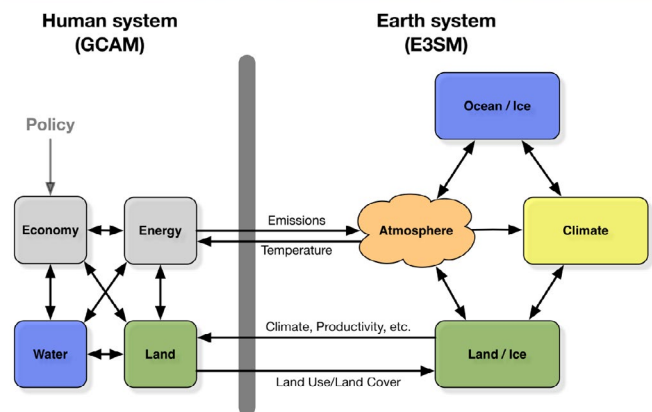 Human system
(GCAM)
Earth system
(E3SM)
Policy
Ocean / Ice
Economy
Energy
Emissions
Temperature
Atmosphere
Climate
Water
Land
Climate, Productivity, etc.
Land Use/Land Cover
Land / Ice